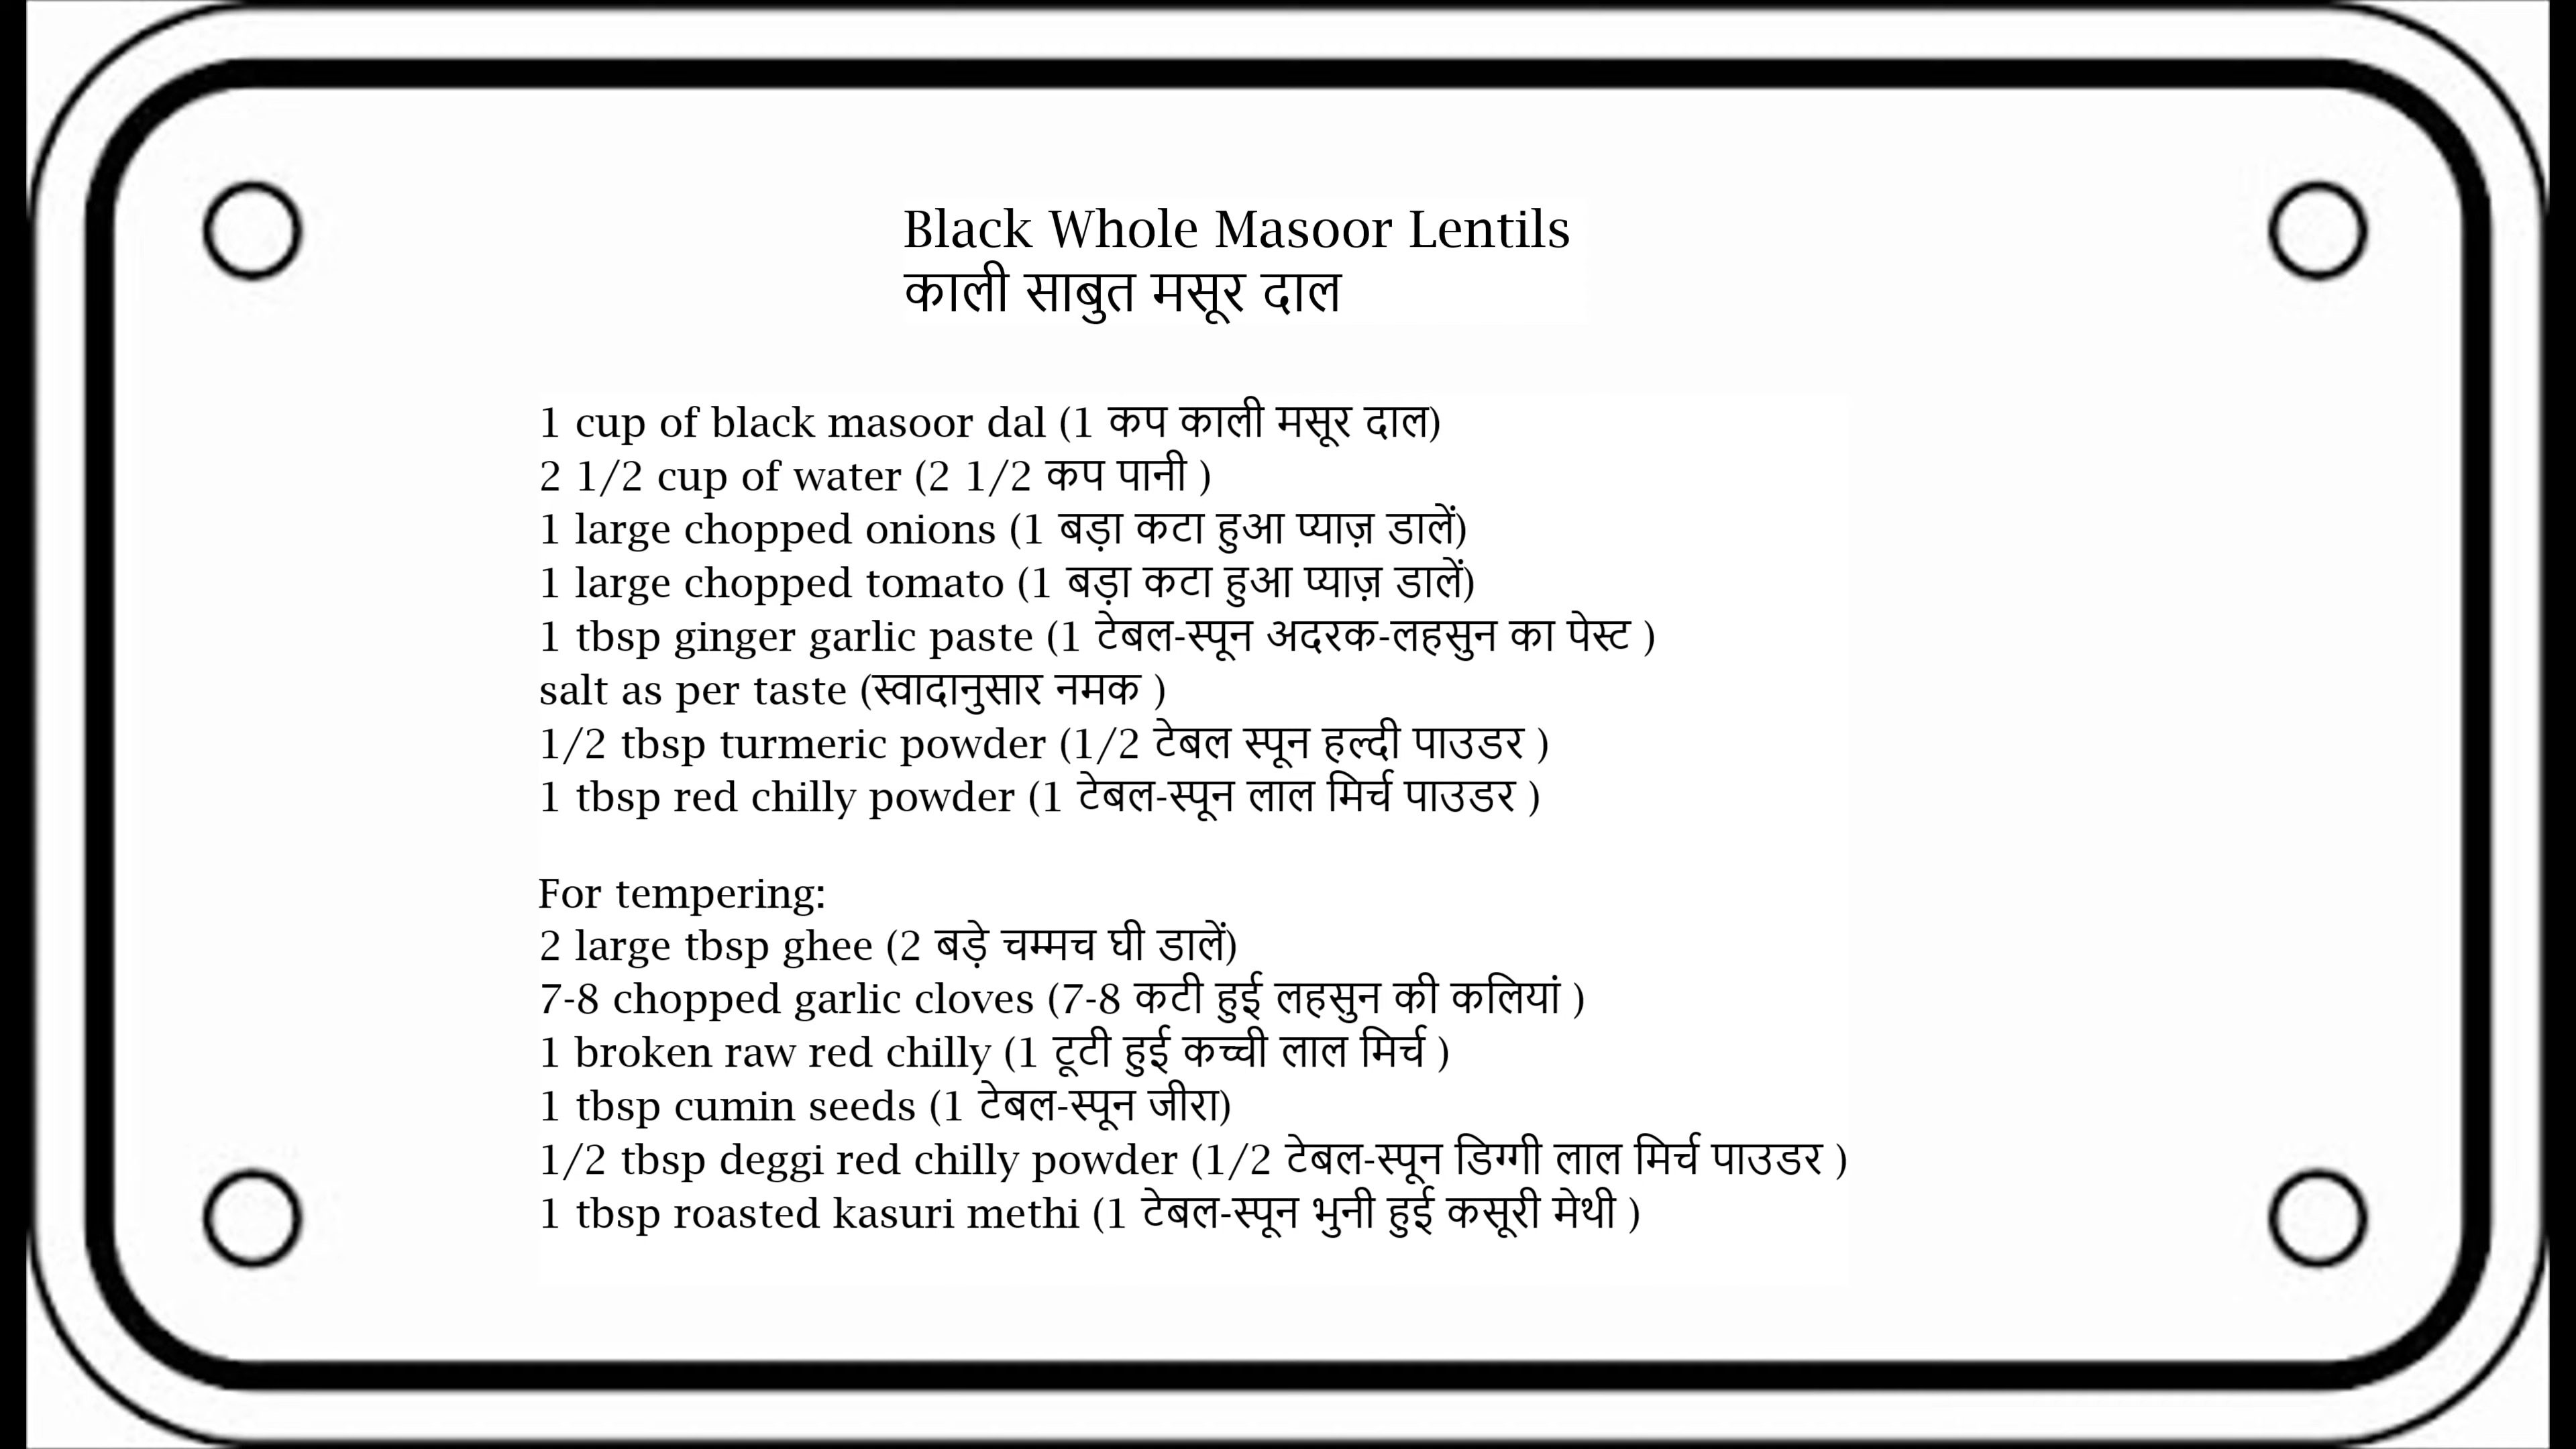 Black Whole Masoor Lentils
काली साबुत मसूर दाल
1 cup of black masoor dal (1 कप काली मसूर दाल)
2 1/2 cup of water (2 1/2 कप पानी )
1 large chopped onions (1 बड़ा कटा हुआ प्याज़ डालें)
1 large chopped tomato (1 बड़ा कटा हुआ प्याज़ डालें)
1 tbsp ginger garlic paste (1 टेबल-स्पून अदरक-लहसुन का पेस्ट )
salt as per taste (स्वादानुसार नमक )
1/2 tbsp turmeric powder (1/2 टेबल स्पून हल्दी पाउडर )
1 tbsp red chilly powder (1 टेबल-स्पून लाल मिर्च पाउडर )
For tempering:
2 large tbsp ghee (2 बड़े चम्मच घी डालें)
7-8 chopped garlic cloves (7-8 कटी हुई लहसुन की कलियां )
1 broken raw red chilly (1 टूटी हुई कच्ची लाल मिर्च )
1 tbsp cumin seeds (1 टेबल-स्पून जीरा)
1/2 tbsp deggi red chilly powder (1/2 टेबल-स्पून डिग्गी लाल मिर्च पाउडर )
1 tbsp roasted kasuri methi (1 टेबल-स्पून भुनी हुई कसूरी मेथी )